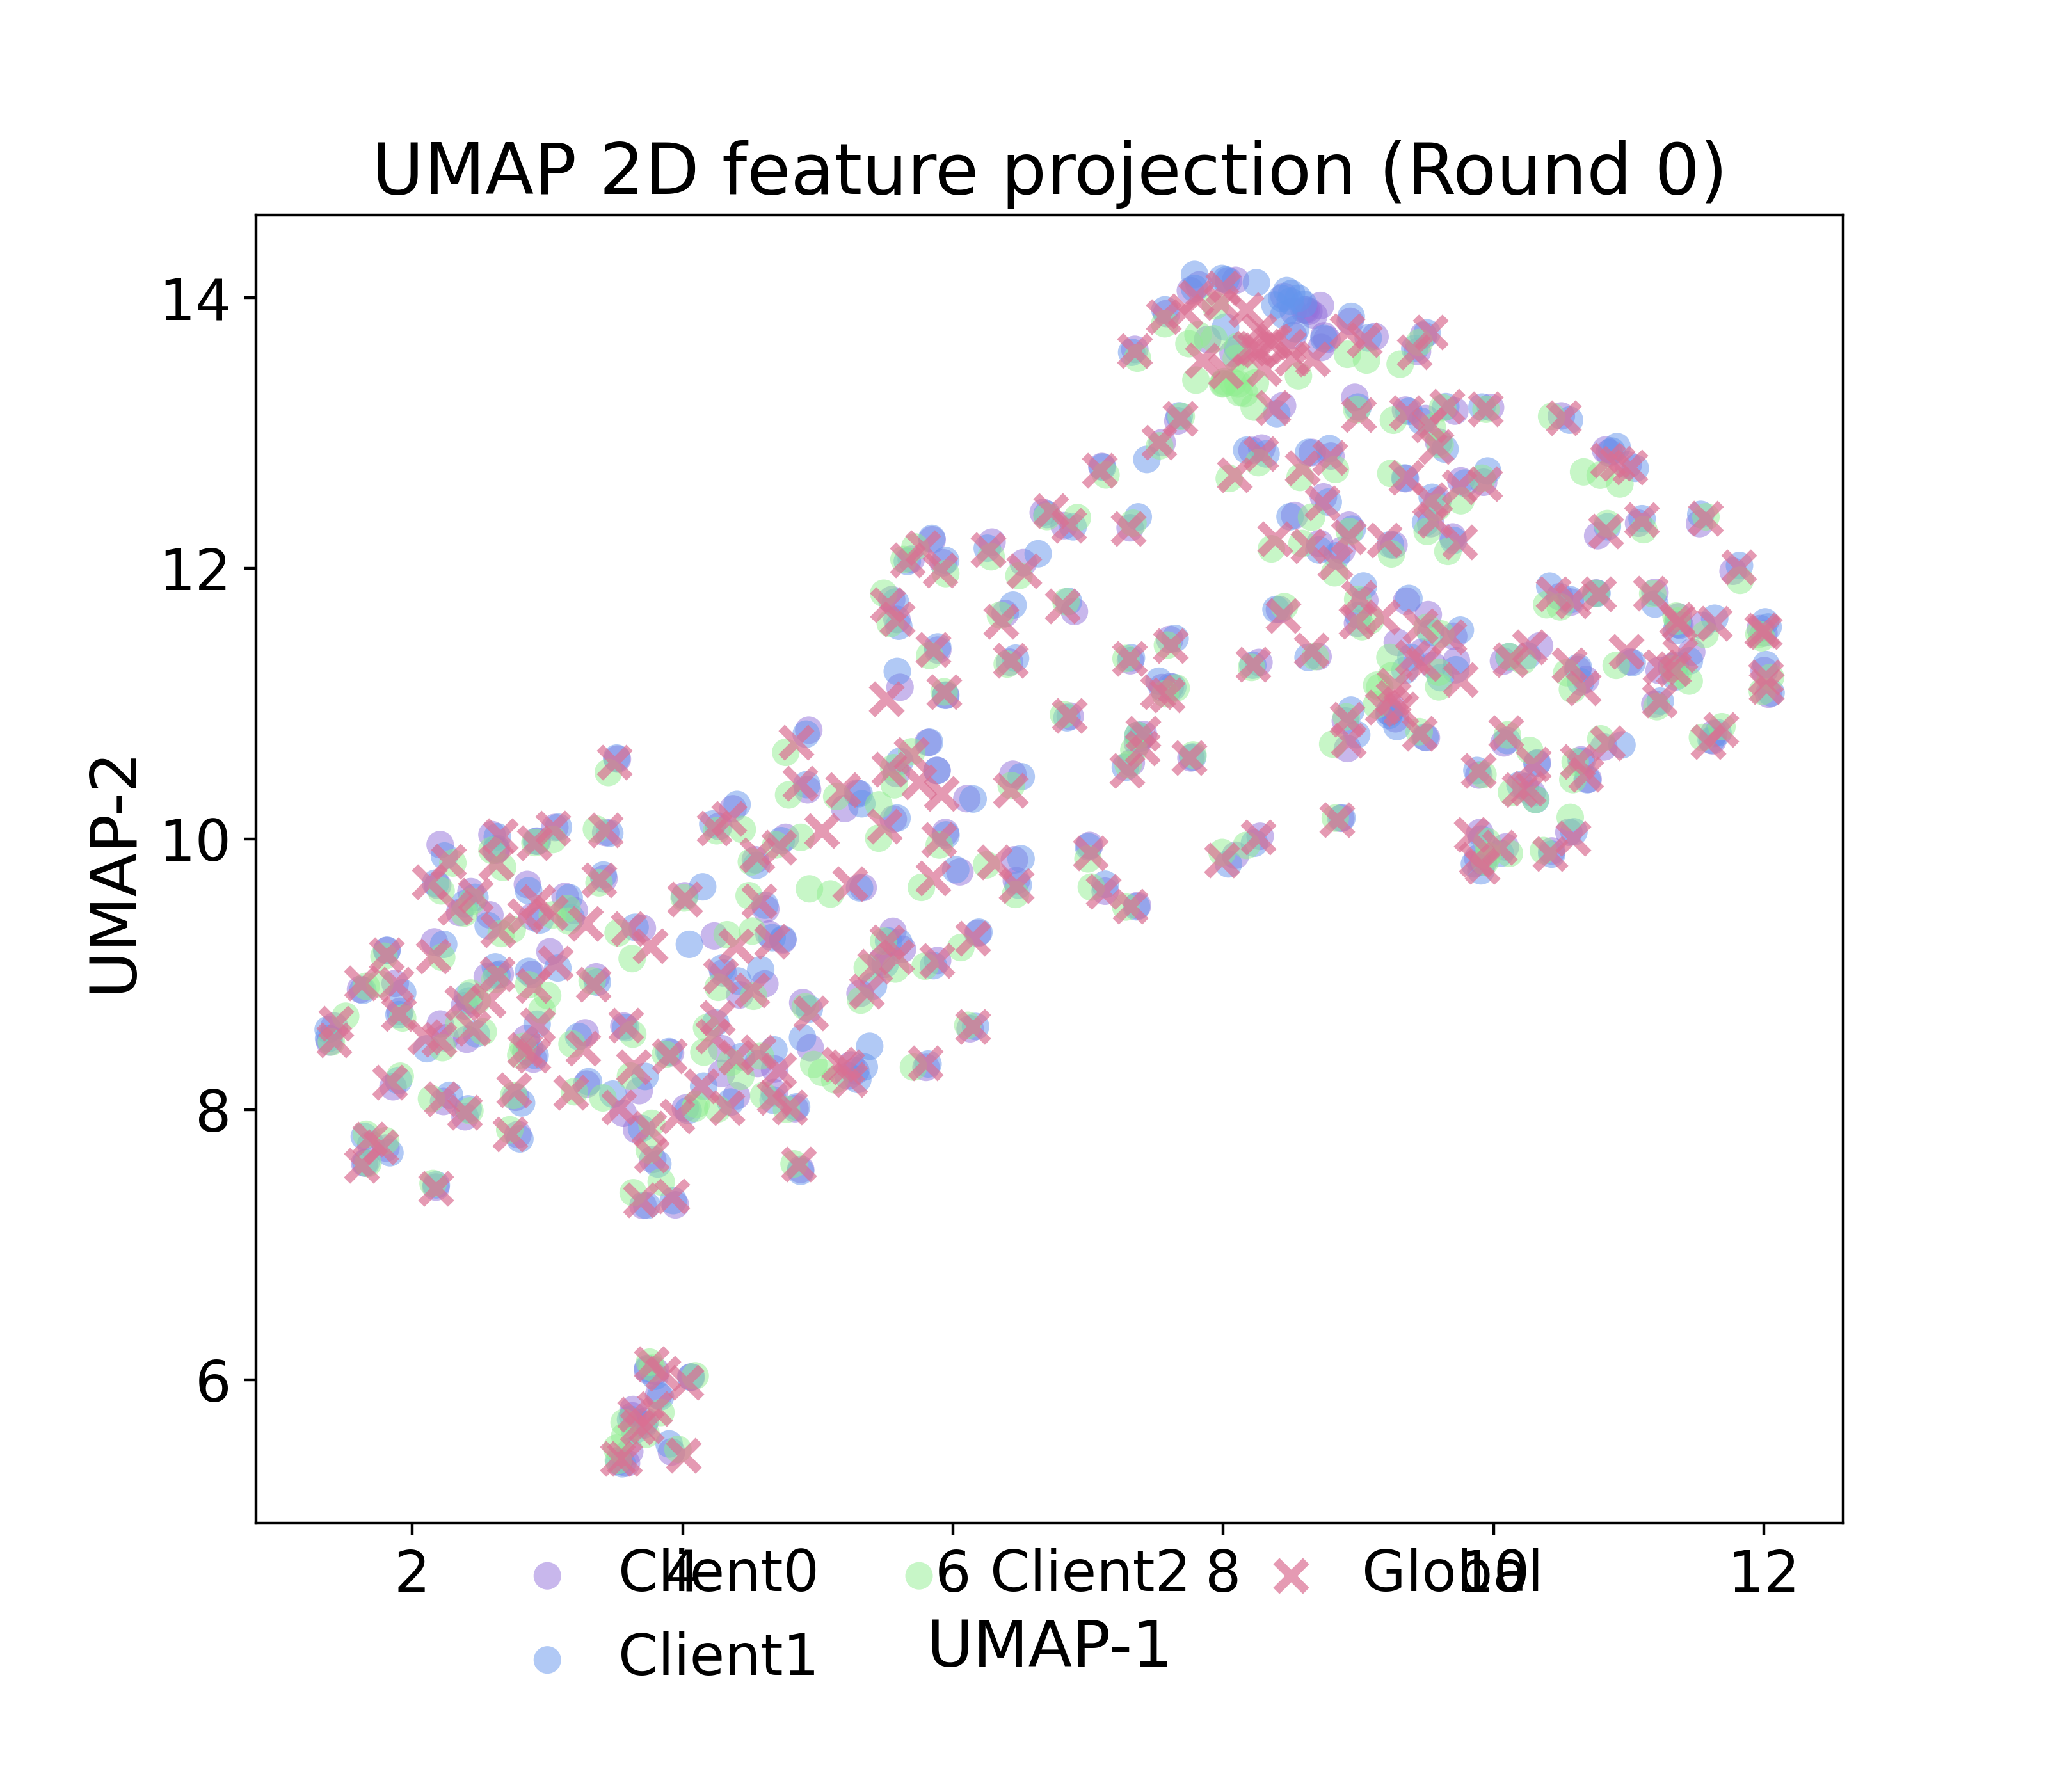 UMAP 2D feature projection (Round 0)
UMAP-2
14
12
10
8
6
2 4 6 8 10 12
Client0 Client2 Global
Client1
UMAP-1